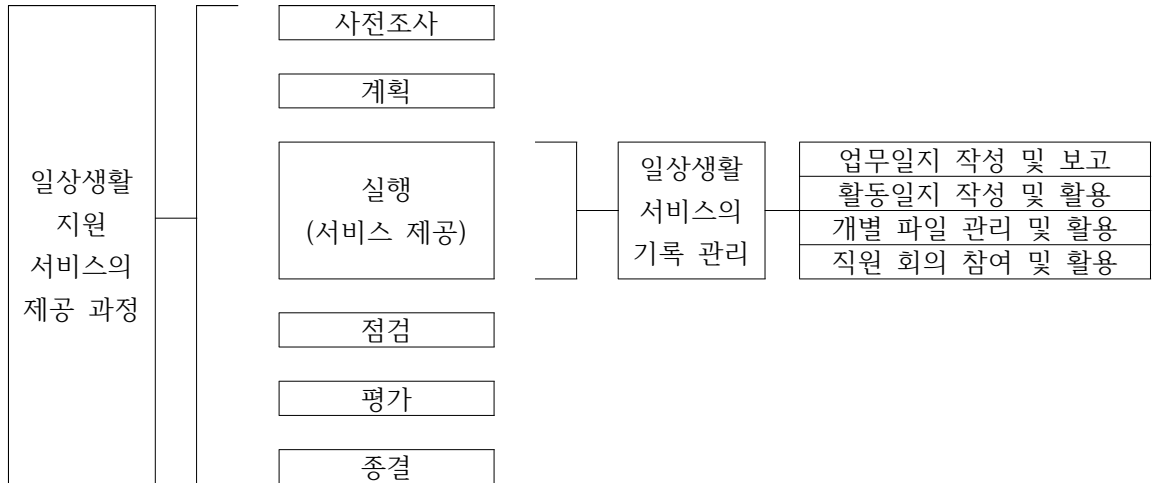 일상생활
지원
서비스의
제공 과정
사전조사
계획
실행
(서비스 제공)
점검
평가
종결
일상생활
서비스의
기록 관리
업무일지 작성 및 보고
활동일지 작성 및 활용
개별 파일 관리 및 활용
직원 회의 참여 및 활용